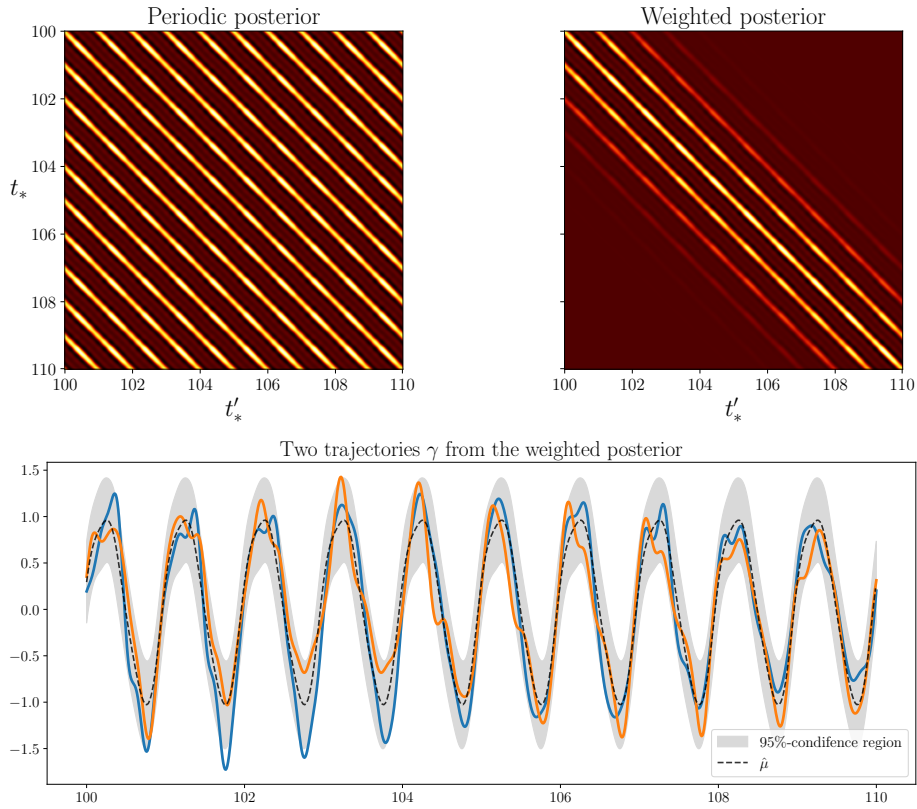 Periodic posterior
Weighted posterior
100
102
104
106
108
110
t_*
100 102 104 106 108 110
t'_*
100 102 104 106 108 110
t'_*
Two trajectories γ from the weighted posterior
1.5
1.0
0.5
0.0
−0.5
−1.0
−1.5
100 102 104 106 108 110
95%-condifence region
μ̂